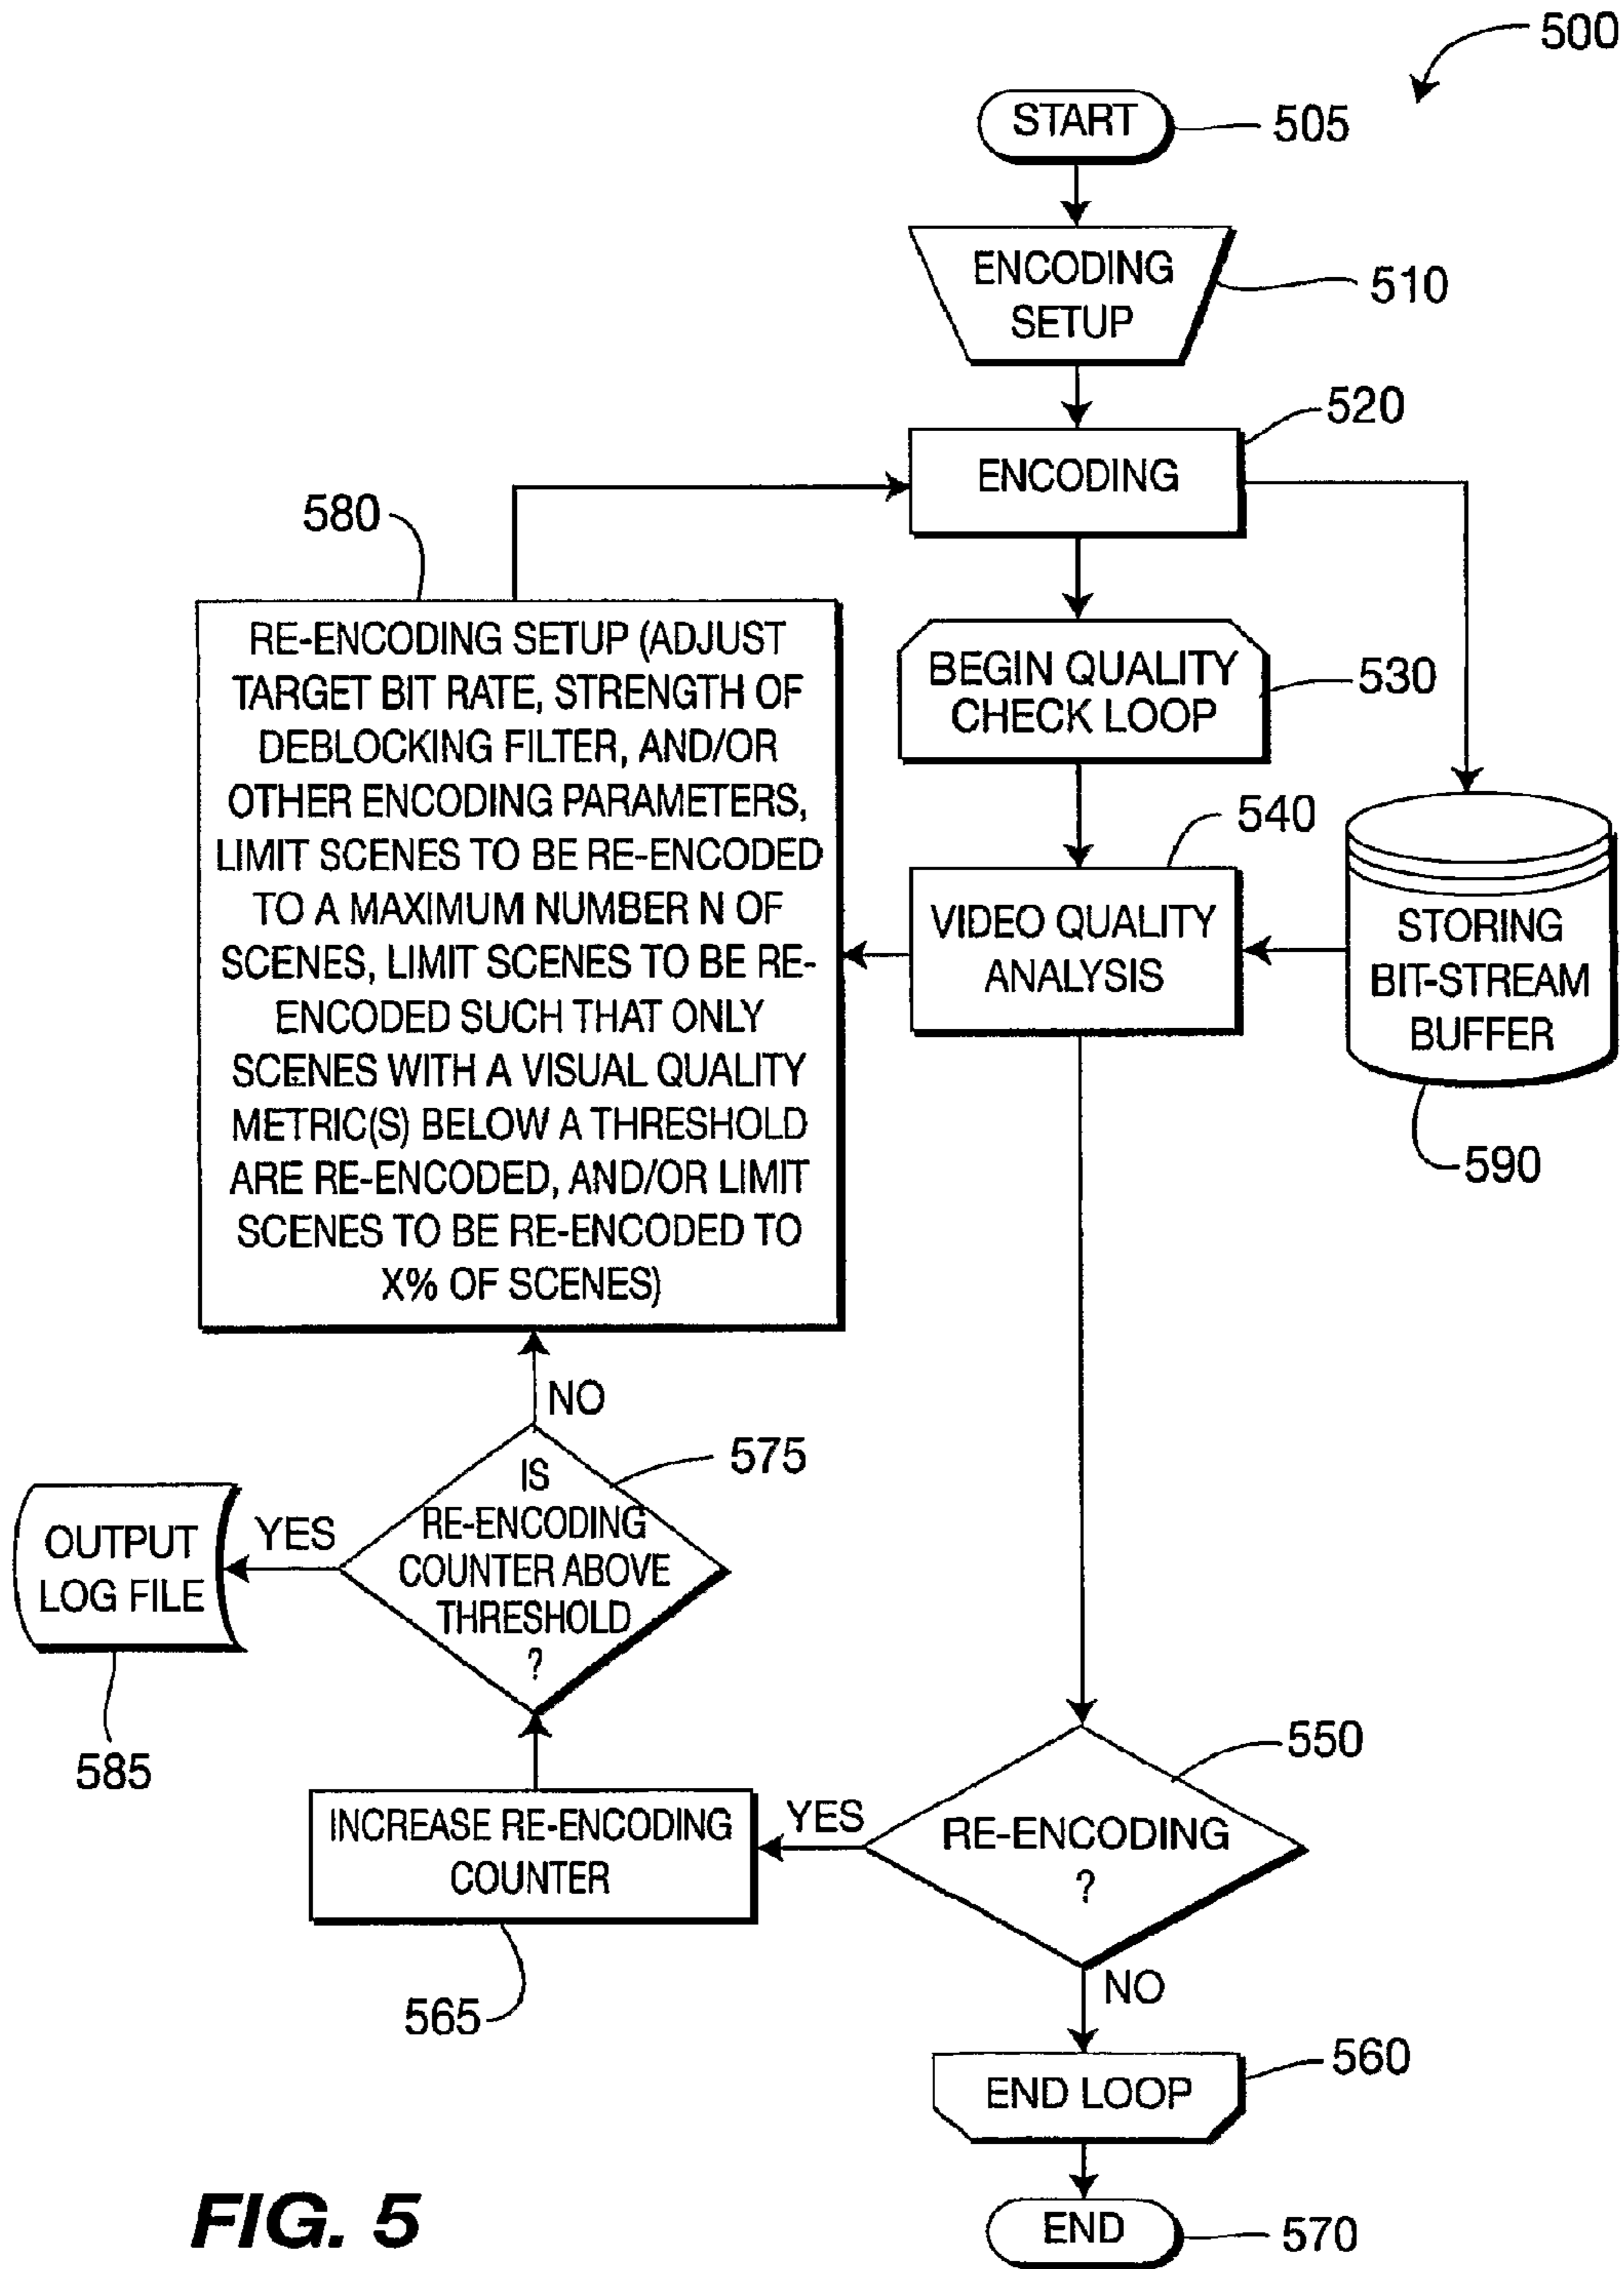 500
START
505
ENCODING
SETUP
510
520
ENCODING
580
RE-ENCODING SETUP (ADJUST
TARGET BIT RATE, STRENGTH OF
DEBLOCKING FILTER, AND/OR
OTHER ENCODING PARAMETERS,
LIMIT SCENES TO BE RE-ENCODED
TO A MAXIMUM NUMBER N OF
SCENES, LIMIT SCENES TO BE RE-
ENCODED SUCH THAT ONLY
SCENES WITH A VISUAL QUALITY
METRIC(S) BELOW A THRESHOLD
ARE RE-ENCODED, AND/OR LIMIT
SCENES TO BE RE-ENCODED TO
X% OF SCENES)
BEGIN QUALITY
CHECK LOOP
530
540
VIDEO QUALITY
ANALYSIS
STORING
BIT-STREAM
BUFFER
590
NO
575
IS
RE-ENCODING
COUNTER ABOVE
THRESHOLD
?
YES
OUTPUT
LOG FILE
585
550
RE-ENCODING
?
YES
INCREASE RE-ENCODING
COUNTER
565
NO
560
END LOOP
END
570
FIG. 5